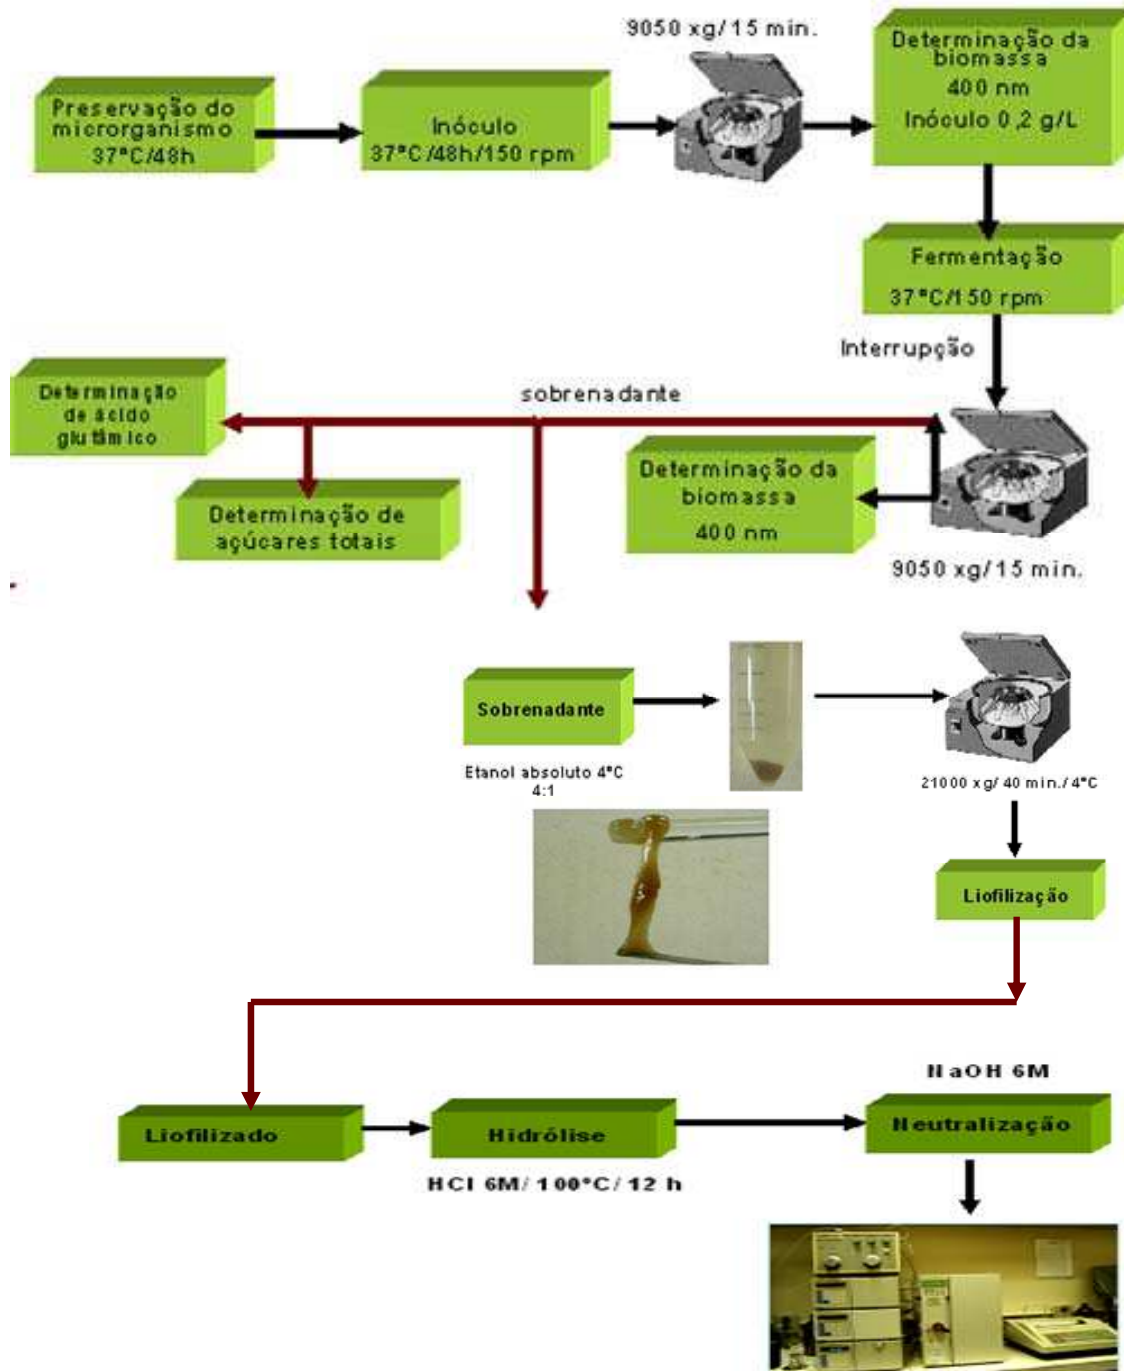 9050 xg/ 15 min.
Preservação do
microrganismo
37°C/48h
Inóculo
37°C/48h/150 rpm
Determinação da
biomassa
400 nm
Inóculo 0,2 g/L
Fermentação
37°C/150 rpm
Interrupção
sobrenadante
Determinação
de ácido
glutâmico
Determinação de
açúcares totais
Determinação da
biomassa
400 nm
9050 xg/ 15 min.
Sobrenadante
Etanol absoluto 4°C
4:1
21000 xg/ 40 min./ 4°C
Liofilização
NaOH 6M
Liofilizado
Hidrólise
Neutralização
HCl 6M/ 100°C/ 12 h